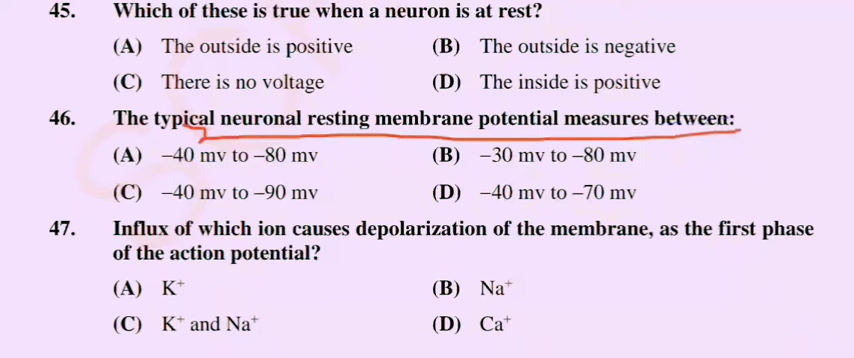 45. Which of these is true when a neuron is at rest?
(A) The outside is positive (B) The outside is negative
(C) There is no voltage (D) The inside is positive
46. The typical neuronal resting membrane potential measures between:
(A) –40 mv to –80 mv (B) –30 mv to –80 mv
(C) –40 mv to –90 mv (D) –40 mv to –70 mv
47. Influx of which ion causes depolarization of the membrane, as the first phase
of the action potential?
(A) K⁺ (B) Na⁺
(C) K⁺ and Na⁺ (D) Ca⁺